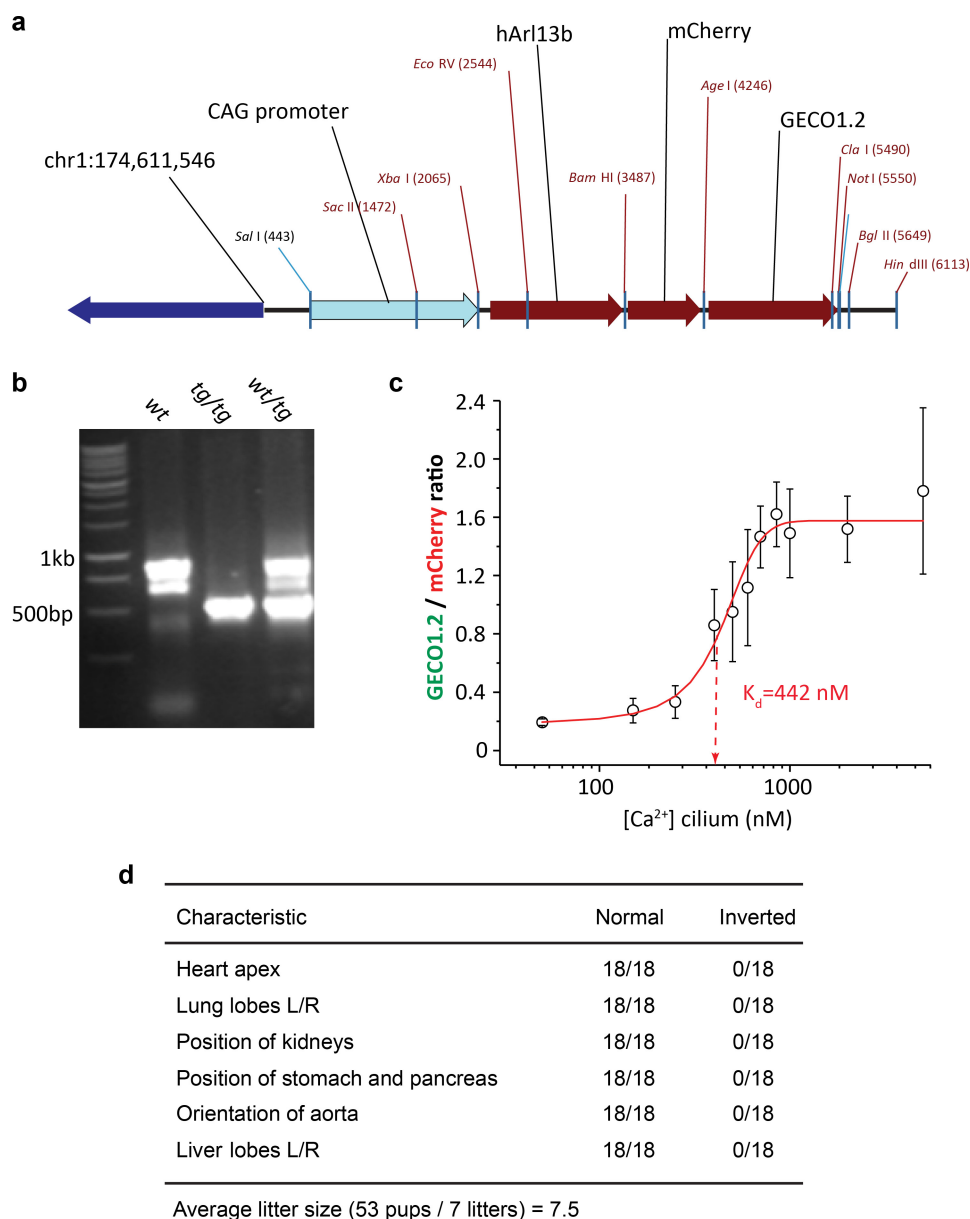 a
hArl13b
mCherry
Eco RV (2544)
Age I (4246)
CAG promoter
GECO1.2
chr1:174,611,546
Cla I (5490)
Xba I (2065)
Bam HI (3487)
Not I (5550)
Sac II (1472)
Sal I (443)
Bgl II (5649)
Hin dIII (6113)
b
wt
tg/tg
wt/tg
1kb
500bp
c
GECO1.2 / mCherry ratio
2.4
2.0
1.6
1.2
0.8
0.4
0
Kd=442 nM
100
1000
[Ca2+] cilium (nM)
d
Characteristic Normal Inverted
Heart apex 18/18 0/18
Lung lobes L/R 18/18 0/18
Position of kidneys 18/18 0/18
Position of stomach and pancreas 18/18 0/18
Orientation of aorta 18/18 0/18
Liver lobes L/R 18/18 0/18
Average litter size (53 pups / 7 litters) = 7.5